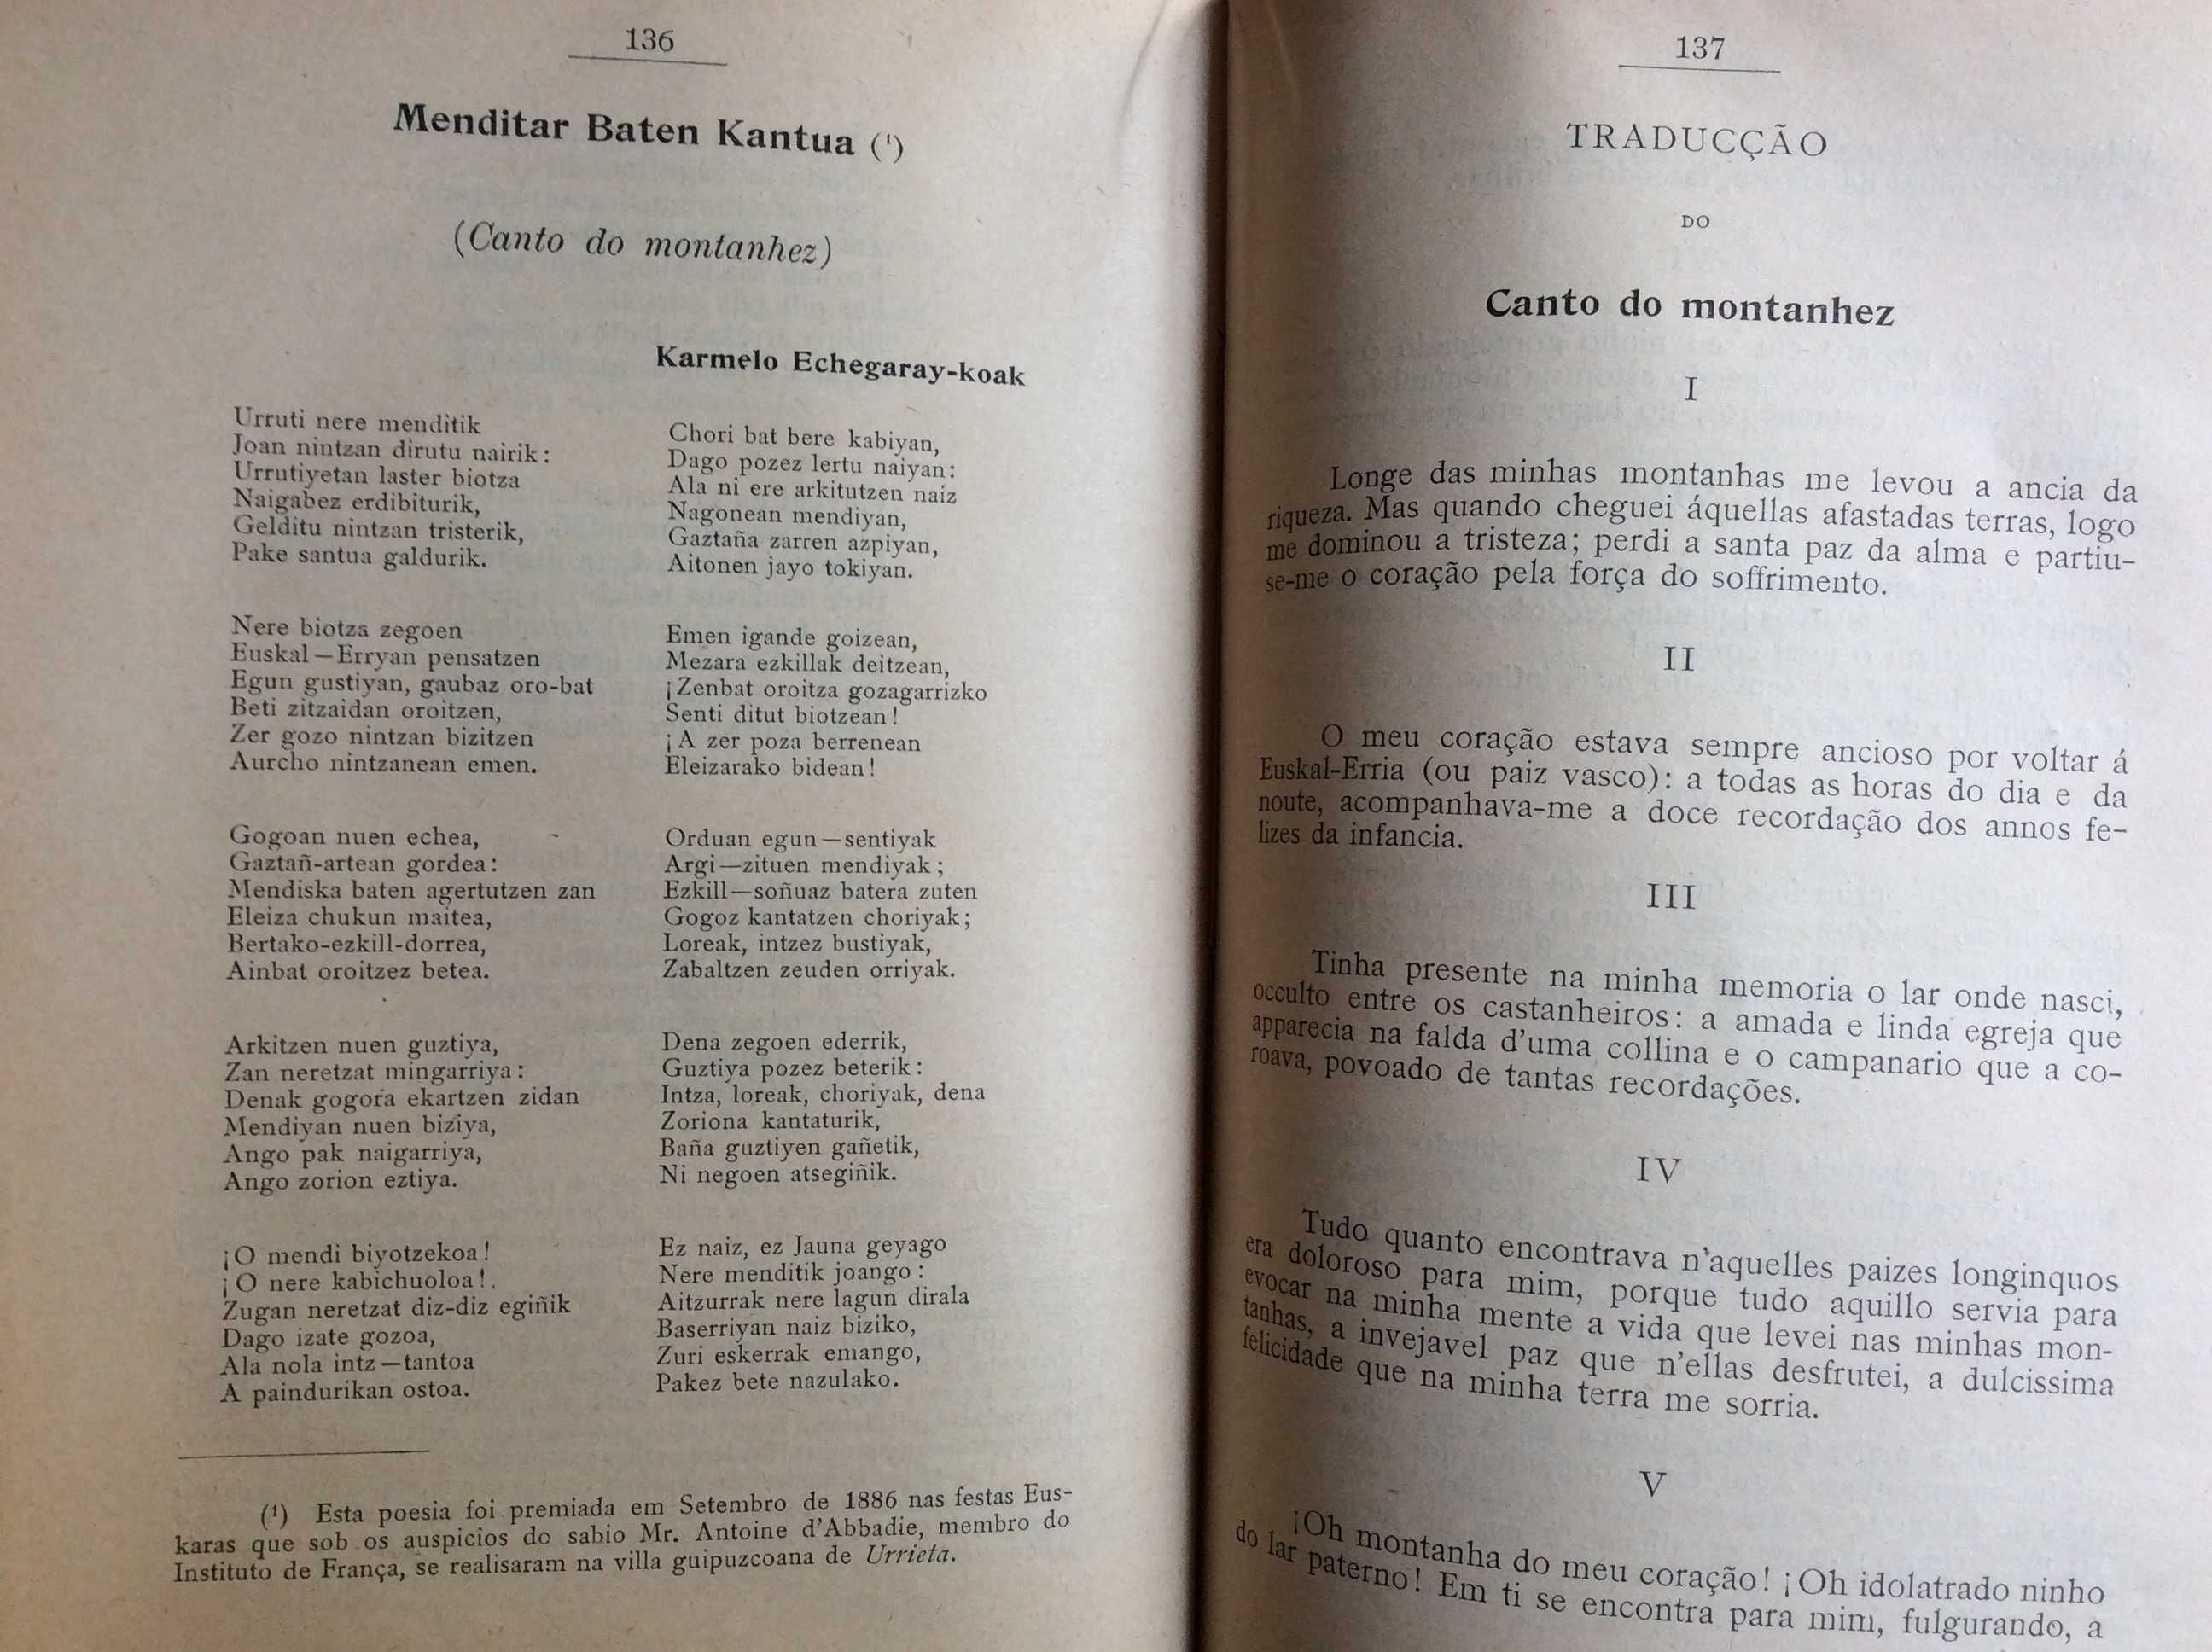 136
Menditar Baten Kantua (¹)
(Canto do montanhez)
Karmelo Echegaray-koak
Urruti nere menditik
Joan nintzan dirutu nairik:
Urrutiyetan laster biotza
Naigabez erdibiturik,
Gelditu nintzan tristerik,
Pake santua galdurik.
Nere biotza zegoen
Euskal—Erryan pensatzen
Egun gustiyan, gaubaz oro-bat
Beti zitzaidan oroitzen,
Zer gozo nintzan bizitzen
Aurcho nintzanean emen.
Gogoan nuen echea,
Gaztañ-artean gordea:
Mendiska baten agertutzen zan
Eleiza chukun maitea,
Bertako-ezkill-dorrea,
Ainbat oroitzez betea.
Arkitzen nuen guztiya,
Zan neretzat mingarriya:
Denak gogora ekartzen zidan
Mendiyan nuen biziya,
Ango pak naigarriya,
Ango zorion eztiya.
¡O mendi biyotzekoa!
¡O nere kabichuoloa!
Zugan neretzat diz-diz egiñik
Dago izate gozoa,
Ala nola intz—tantoa
A paindurikan ostoa.
Chori bat bere kabiyan,
Dago pozez lertu naiyan:
Ala ni ere arkitutzen naiz
Nagonean mendiyan,
Gaztaña zarren azpiyan,
Aitonen jayo tokiyan.
Emen igande goizean,
Mezara ezkillak deitzean,
¡Zenbat oroitza gozagarrizko
Senti ditut biotzean!
¡A zer poza berrenean
Eleizarako bidean!
Orduan egun—sentiyak
Argi—zituen mendiyak;
Ezkill—soñuaz batera zuten
Gogoz kantatzen choriyak;
Loreak, intzez bustiyak,
Zabaltzen zeuden orriyak.
Dena zegoen ederrik,
Guztiya pozez beterik:
Intza, loreak, choriyak, dena
Zoriona kantaturik,
Baña guztiyen gañetik,
Ni negoen atsegiñik.
Ez naiz, ez Jauna geyago
Nere menditik joango:
Aitzurrak nere lagun dirala
Baserriyan naiz biziko,
Zuri eskerrak emango,
Pakez bete nazulako.
(¹) Esta poesia foi premiada em Setembro de 1886 nas festas Eus-
karas que sob os auspicios do sabio Mr. Antoine d'Abbadie, membro do
Instituto de França, se realisaram na villa guipuzcoana de Urrieta.
137
TRADUCÇÃO
DO
Canto do montanhez
I
Longe das minhas montanhas me levou a ancia da
riqueza. Mas quando cheguei áquellas afastadas terras, logo
me dominou a tristeza; perdi a santa paz da alma e partiu-
se-me o coração pela força do soffrimento.
II
O meu coração estava sempre ancioso por voltar á
Euskal-Erria (ou paiz vasco): a todas as horas do dia e da
noute, acompanhava-me a doce recordação dos annos fe-
lizes da infancia.
III
Tinha presente na minha memoria o lar onde nasci,
occulto entre os castanheiros: a amada e linda egreja que
apparecia na falda d'uma collina e o campanario que a co-
roava, povoado de tantas recordações.
IV
Tudo quanto encontrava n'aquelles paizes longinquos
era doloroso para mim, porque tudo aquillo servia para
evocar na minha mente a vida que levei nas minhas mon-
tanhas, a invejavel paz que n'ellas desfrutei, a dulcissima
felicidade que na minha terra me sorria.
V
¡Oh montanha do meu coração! ¡Oh idolatrado ninho
do lar paterno! Em ti se encontra para mim, fulgurando, a